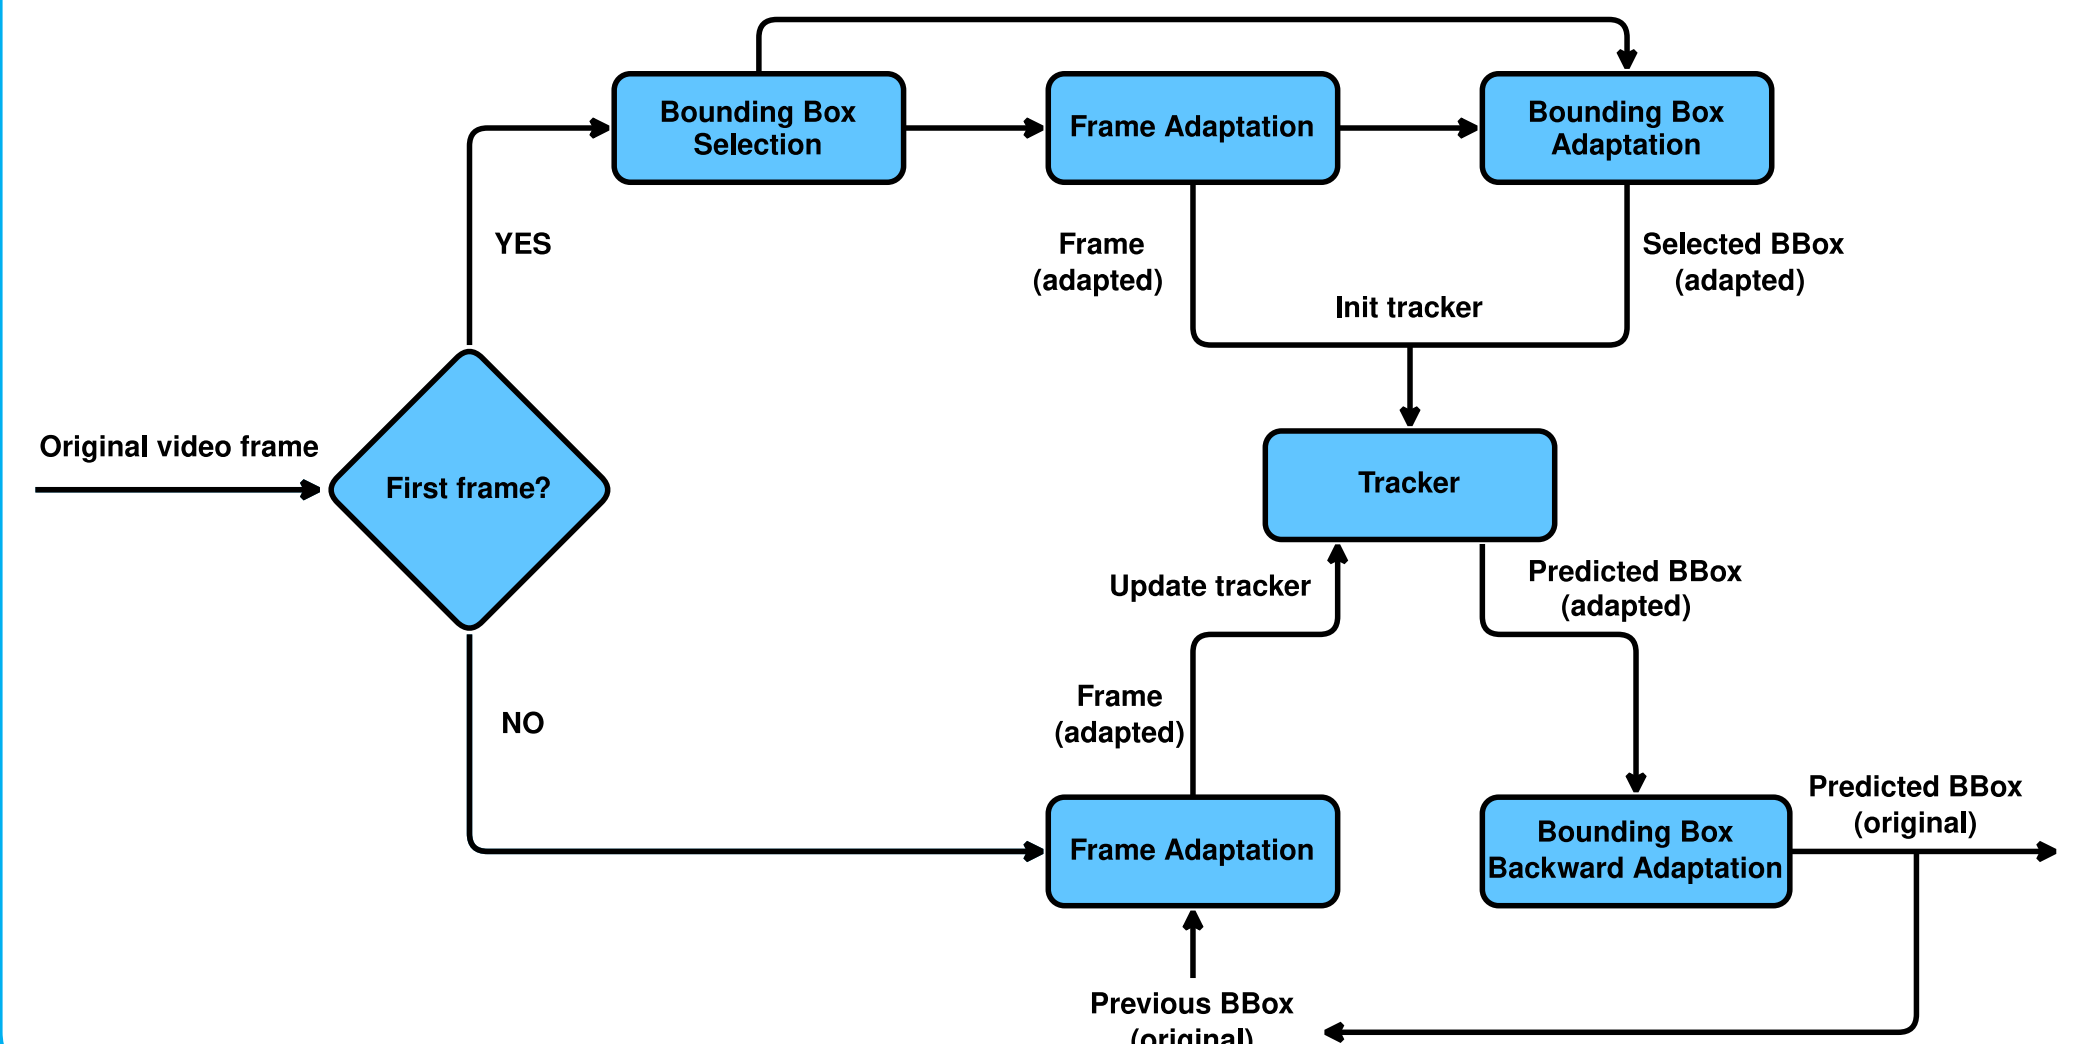 Bounding Box
Selection
Frame Adaptation
Bounding Box
Adaptation
YES
Frame
(adapted)
Selected BBox
(adapted)
Init tracker
Original video frame
First frame?
Tracker
Update tracker
Predicted BBox
(adapted)
Frame
(adapted)
NO
Predicted BBox
(original)
Frame Adaptation
Bounding Box
Backward Adaptation
Previous BBox
(original)